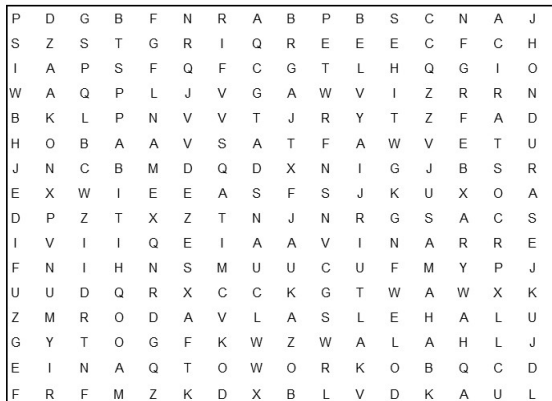 P D G B F N R A B P B S C N A J
S Z S T G R I Q R E E E C F C H
I A P S F Q F C G T L H Q G I O
W A Q P L J V G A W V I Z R R N
B K L P N V V T J R Y T Z F A D
H O B A A V S A T F A W V E T U
J N C B M D Q D X N I G J B S R
E X W I E E A S F S J K U X O A
D P Z T X Z T N J N R G S A C S
I V I I Q E I A A V I N A R R E
F N I H N S M U U C U F M Y P J
U U D Q R X C C K G T W A W X K
Z M R O D A V L A S L E H A L U
G Y T O G F K W Z W A L A H L J
E I N A Q T O W O R K O B Q C D
F R F M Z K D X B L V D K A U L